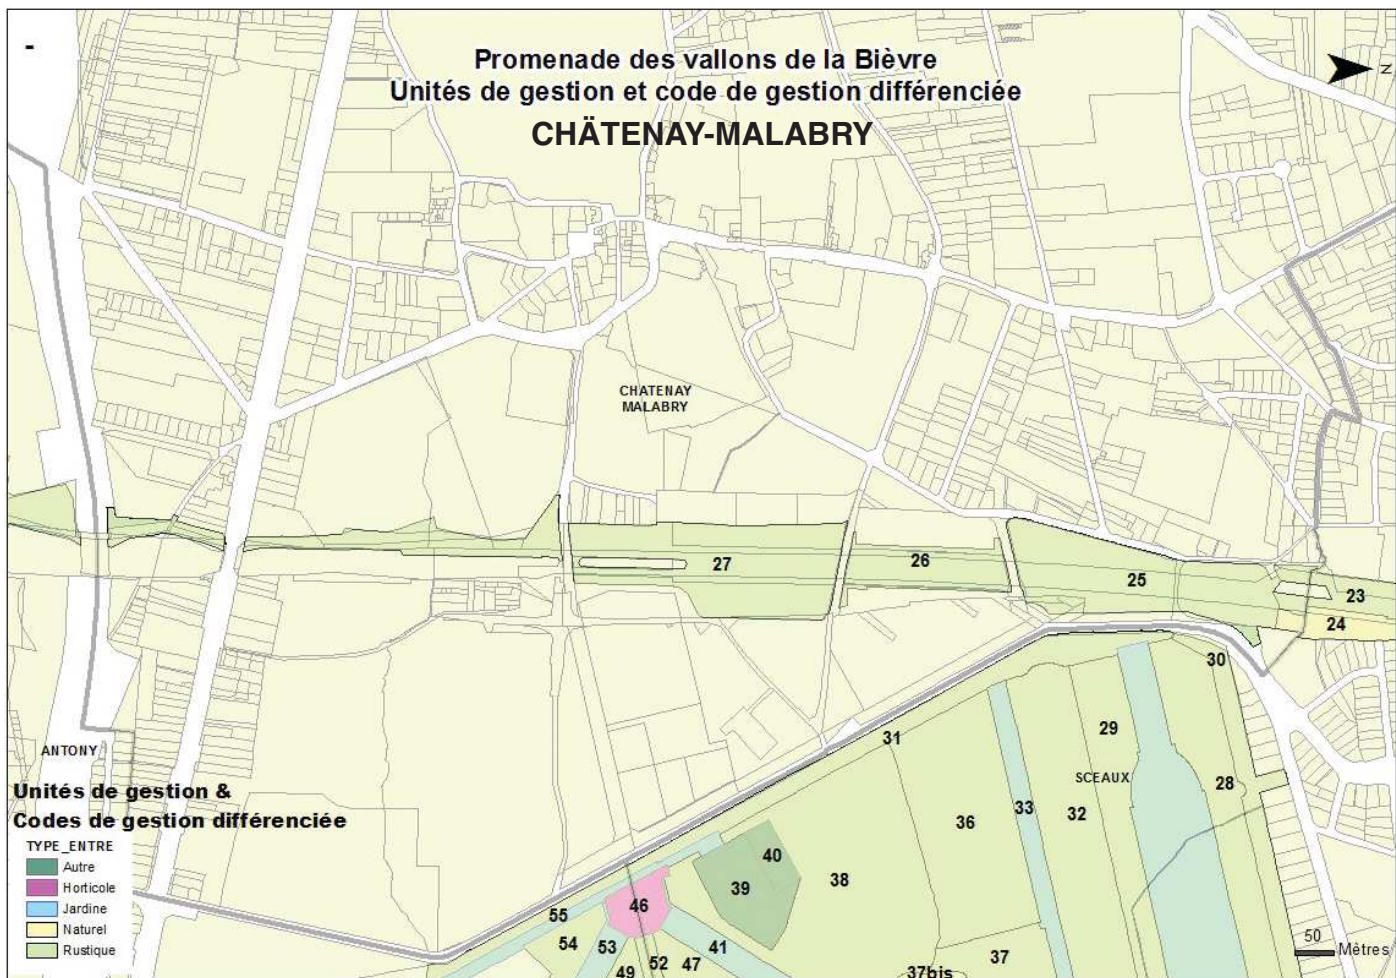 -
Promenade des vallons de la Bièvre
Unités de gestion et code de gestion différenciée
CHÄTENAY-MALABRY
N
CHATENAY
MALABRY
27
26
25
23
24
30
ANTONY
31
29
SCEAUX
28
33
32
36
Unités de gestion &
Codes de gestion différenciée
TYPE_ENTRE
Autre
Horticole
Jardine
Naturel
Rustique
40
39
38
46
55
54
53
52
49
47
41
37
37bis
50
Mètres